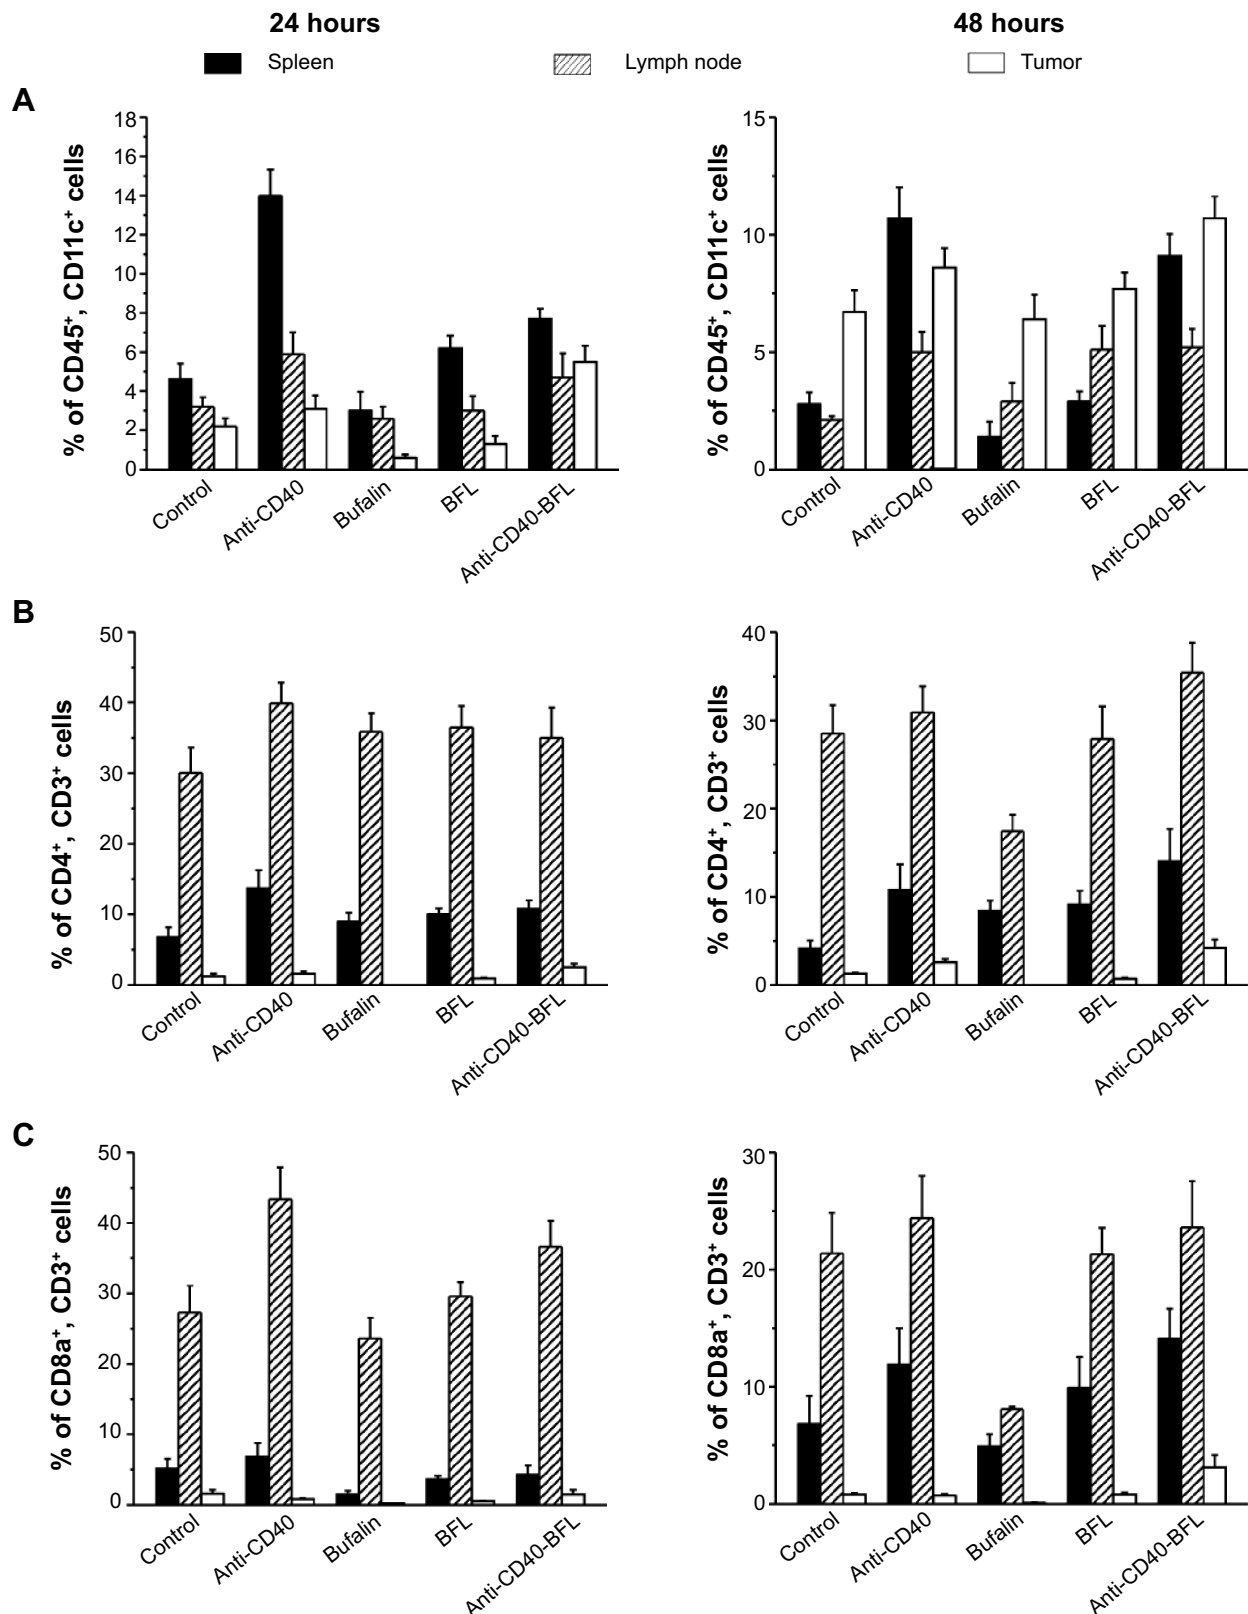 24 hours 48 hours
Spleen Lymph node Tumor
A
% of CD45⁺, CD11c⁺ cells
18
16
14
12
10
8
6
4
2
0
Control Anti-CD40 Bufalin BFL Anti-CD40-BFL
% of CD45⁺, CD11c⁺ cells
15
10
5
0
Control Anti-CD40 Bufalin BFL Anti-CD40-BFL
B
% of CD4⁺, CD3⁺ cells
50
40
30
20
10
0
Control Anti-CD40 Bufalin BFL Anti-CD40-BFL
% of CD4⁺, CD3⁺ cells
40
30
20
10
0
Control Anti-CD40 Bufalin BFL Anti-CD40-BFL
C
% of CD8a⁺, CD3⁺ cells
50
40
30
20
10
0
Control Anti-CD40 Bufalin BFL Anti-CD40-BFL
% of CD8a⁺, CD3⁺ cells
30
20
10
0
Control Anti-CD40 Bufalin BFL Anti-CD40-BFL